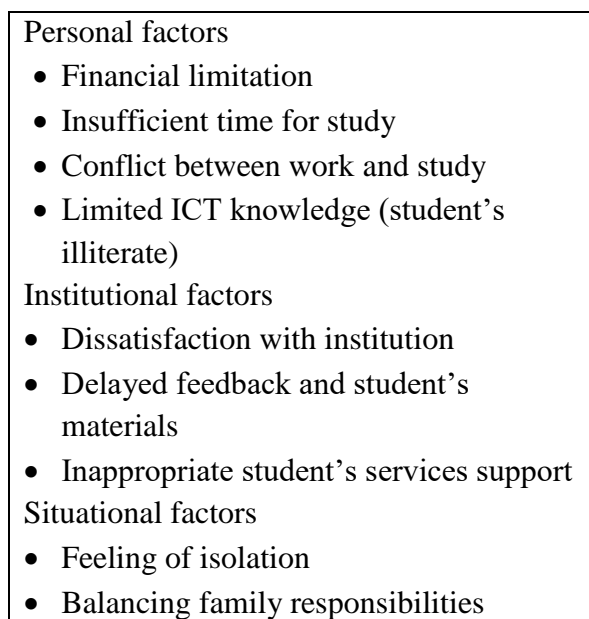 Personal factors
• Financial limitation
• Insufficient time for study
• Conflict between work and study
• Limited ICT knowledge (student’s
illiterate)
Institutional factors
• Dissatisfaction with institution
• Delayed feedback and student’s
materials
• Inappropriate student’s services support
Situational factors
• Feeling of isolation
• Balancing family responsibilities